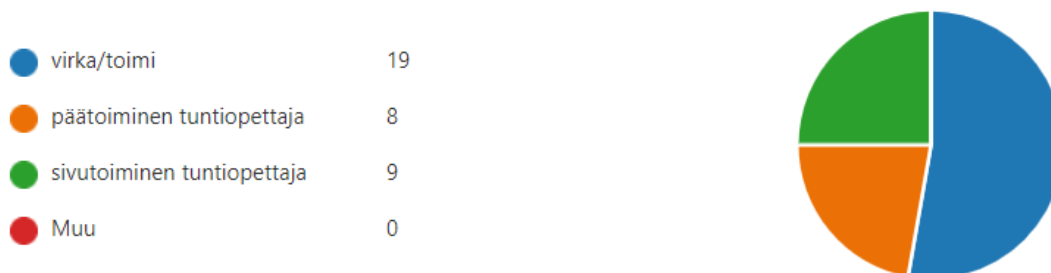 virka/toimi 19
päätoiminen tuntiopettaja 8
sivutoiminen tuntiopettaja 9
Muu 0